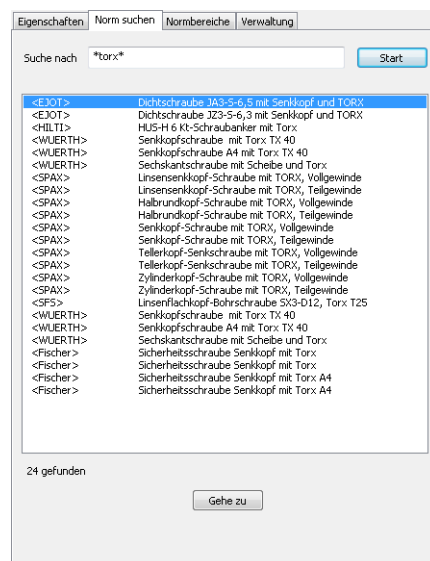 Eigenschaften Norm suchen Normbereiche Verwaltung
Suche nach *torx* Start
<EJOT> Dichtschraube JA3-S-6,5 mit Senkkopf und TORX
<EJOT> Dichtschraube JZ3-S-6,3 mit Senkkopf und TORX
<HILTI> HUS-H 6 Kt-Schraubanker mit Torx
<WUERTH> Senkkopfschraube mit Torx TX 40
<WUERTH> Senkkopfschraube A4 mit Torx TX 40
<WUERTH> Sechskantschraube mit Scheibe und Torx
<SPAX> Linsensenkkopf-Schraube mit TORX, Vollgewinde
<SPAX> Linsensenkkopf-Schraube mit TORX, Teilgewinde
<SPAX> Halbrundkopf-Schraube mit TORX, Vollgewinde
<SPAX> Halbrundkopf-Schraube mit TORX, Teilgewinde
<SPAX> Senkkopf-Schraube mit TORX, Vollgewinde
<SPAX> Senkkopf-Schraube mit TORX, Teilgewinde
<SPAX> Tellerkopf-Senkschraube mit TORX, Vollgewinde
<SPAX> Tellerkopf-Senkschraube mit TORX, Teilgewinde
<SPAX> Zylinderkopf-Schraube mit TORX, Vollgewinde
<SPAX> Zylinderkopf-Schraube mit TORX, Teilgewinde
<SFS> Linsenflachkopf-Bohrschraube SX3-D12, Torx T25
<WUERTH> Senkkopfschraube mit Torx TX 40
<WUERTH> Senkkopfschraube A4 mit Torx TX 40
<WUERTH> Sechskantschraube mit Scheibe und Torx
<Fischer> Sicherheitsschraube Senkkopf mit Torx
<Fischer> Sicherheitsschraube Senkkopf mit Torx
<Fischer> Sicherheitsschraube Senkkopf mit Torx A4
<Fischer> Sicherheitsschraube Senkkopf mit Torx A4
24 gefunden
Gehe zu